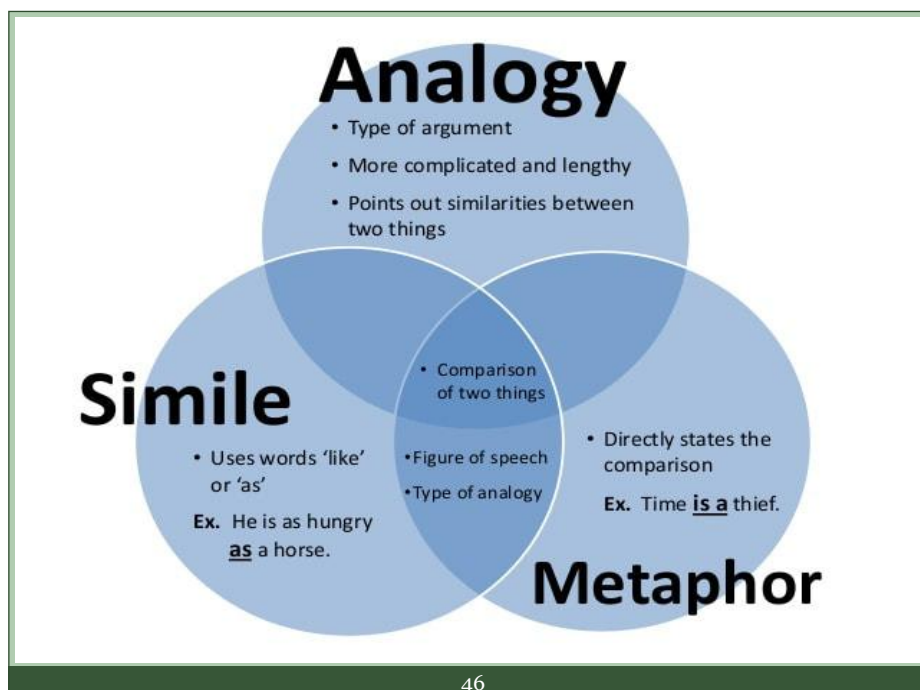 Analogy
• Type of argument
• More complicated and lengthy
• Points out similarities between
two things
• Comparison
of two things
Simile
• Uses words ‘like’
or ‘as’
Ex. He is as hungry
as a horse.
•Figure of speech
•Type of analogy
• Directly states the
comparison
Ex. Time is a thief.
Metaphor
46